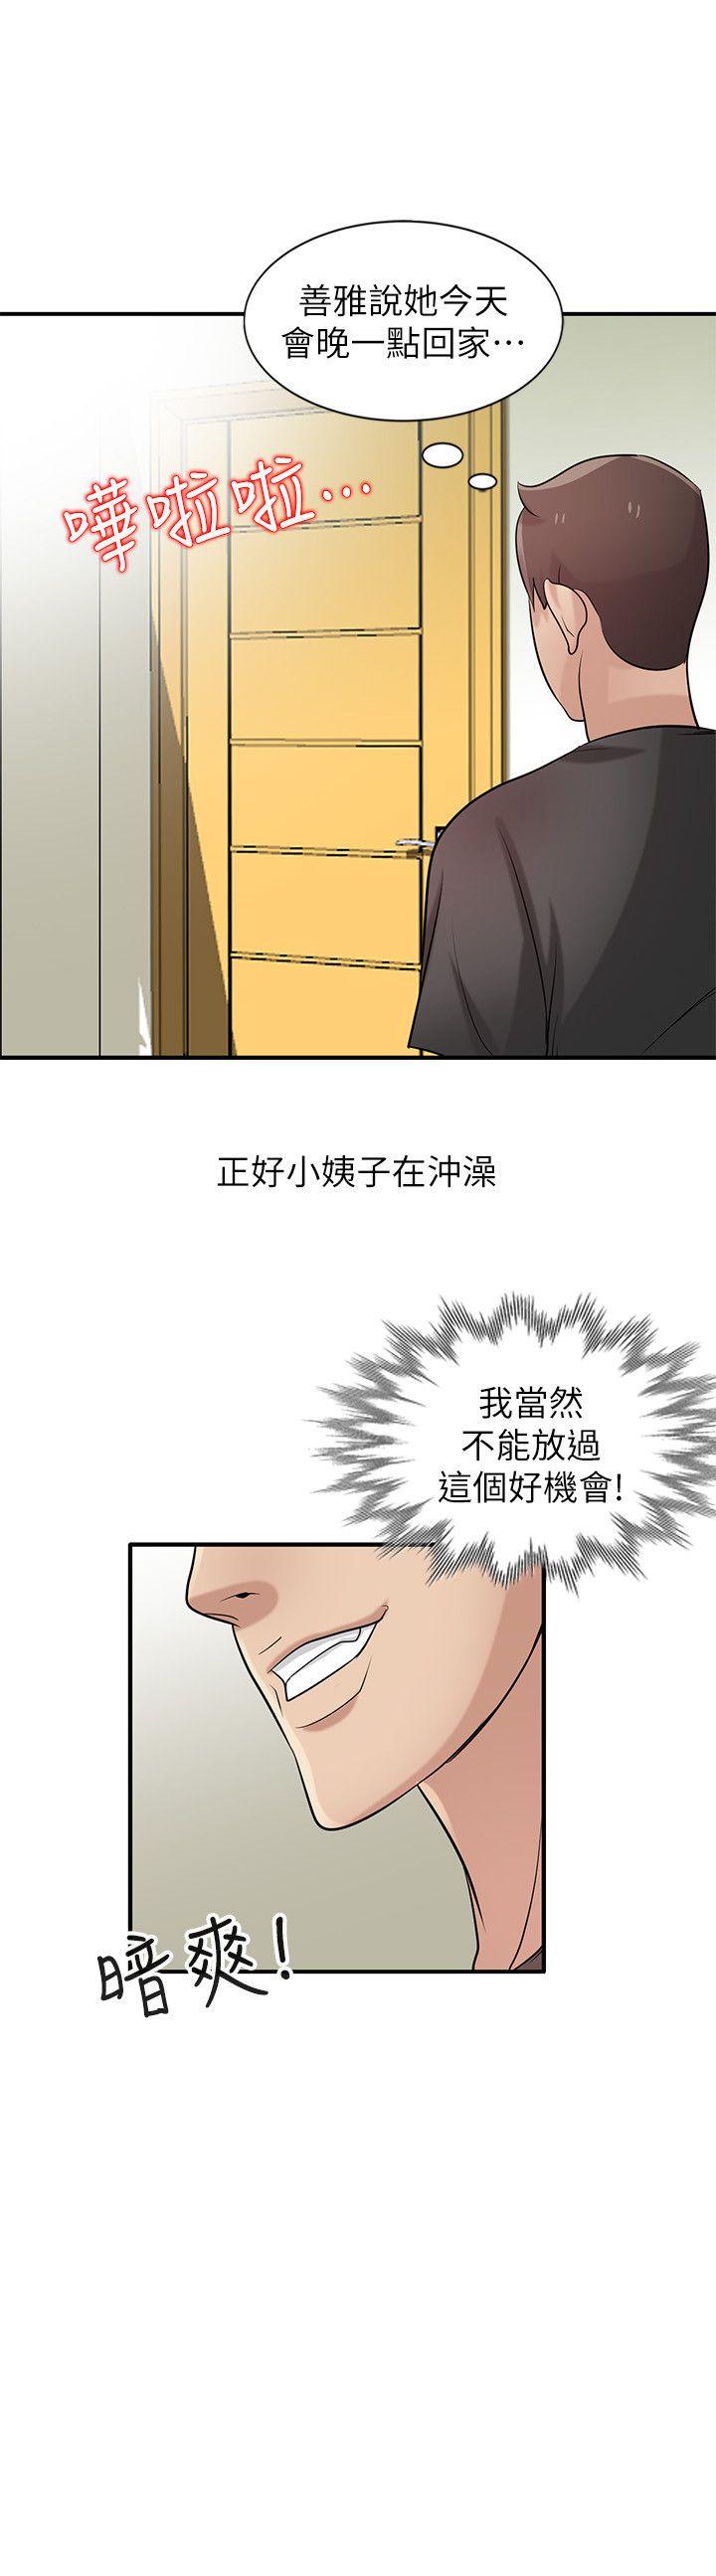 善雅說她今天
會晚一點回家⋯
嘩啦啦⋯
正好小姨子在沖澡
我當然
不能放過
這個好機會!
暗爽!